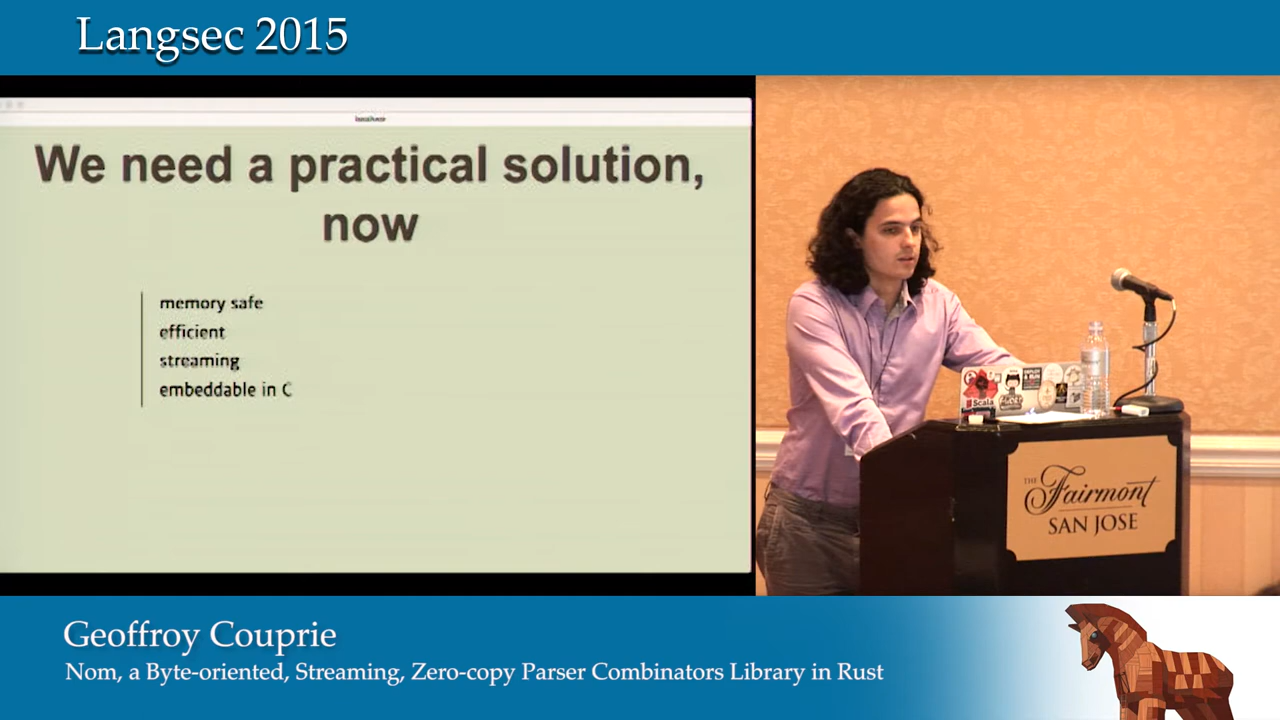 Langsec 2015
We need a practical solution,
now
memory safe
efficient
streaming
embeddable in C
Scala
THE
Fairmont
SAN JOSE
Geoffroy Couprie
Nom, a Byte-oriented, Streaming, Zero-copy Parser Combinators Library in Rust